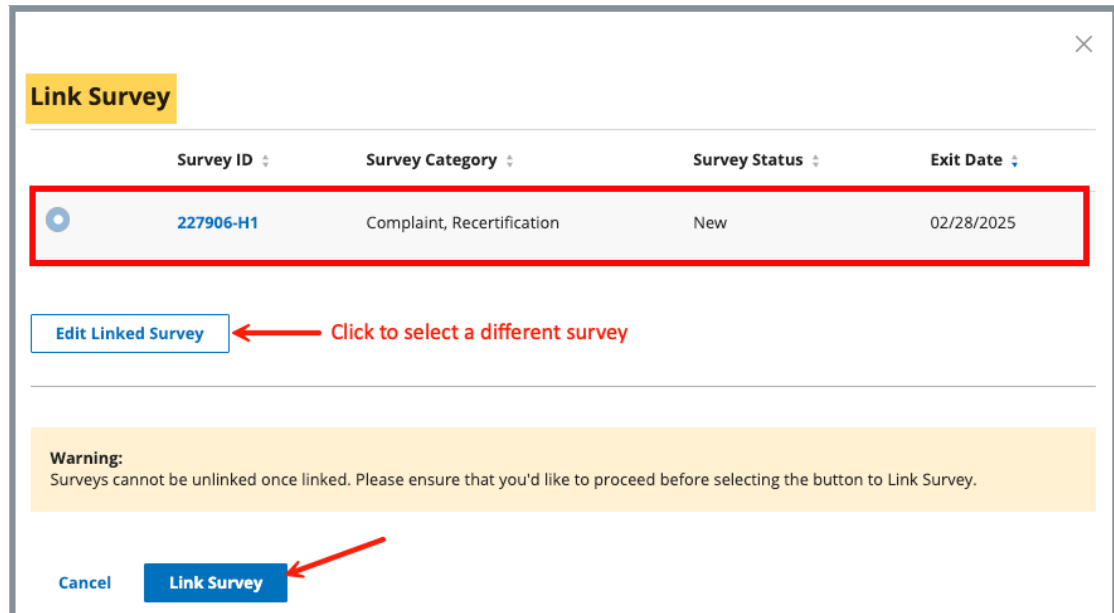 Link Survey
Survey ID Survey Category Survey Status Exit Date
227906-H1 Complaint, Recertification New 02/28/2025
Edit Linked Survey Click to select a different survey
Warning:
Surveys cannot be unlinked once linked. Please ensure that you'd like to proceed before selecting the button to Link Survey.
Cancel Link Survey